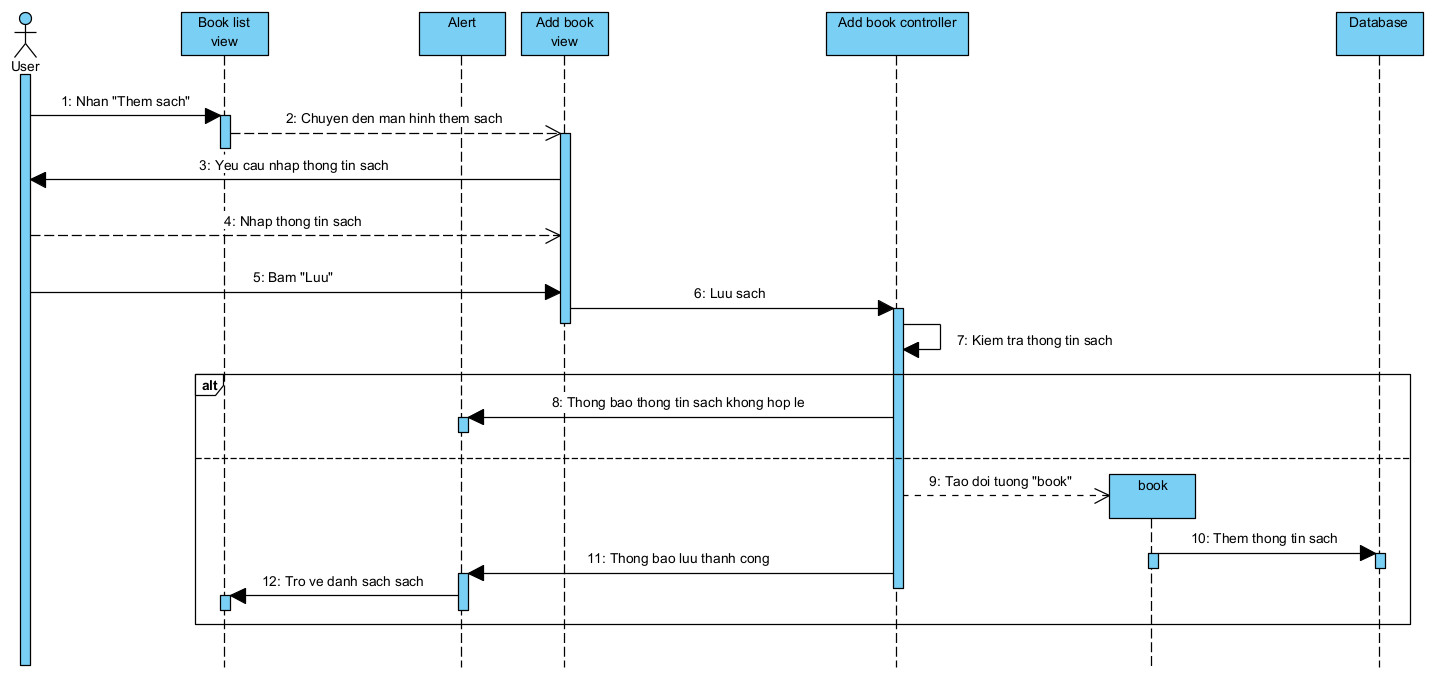 Book list
view
Alert
Add book
view
Add book controller
Database
User
1: Nhan "Them sach"
2: Chuyen den man hinh them sach
3: Yeu cau nhap thong tin sach
4: Nhap thong tin sach
5: Bam "Luu"
6: Luu sach
7: Kiem tra thong tin sach
alt
8: Thong bao thong tin sach khong hop le
9: Tao doi tuong "book"
book
10: Them thong tin sach
11: Thong bao luu thanh cong
12: Tro ve danh sach sach